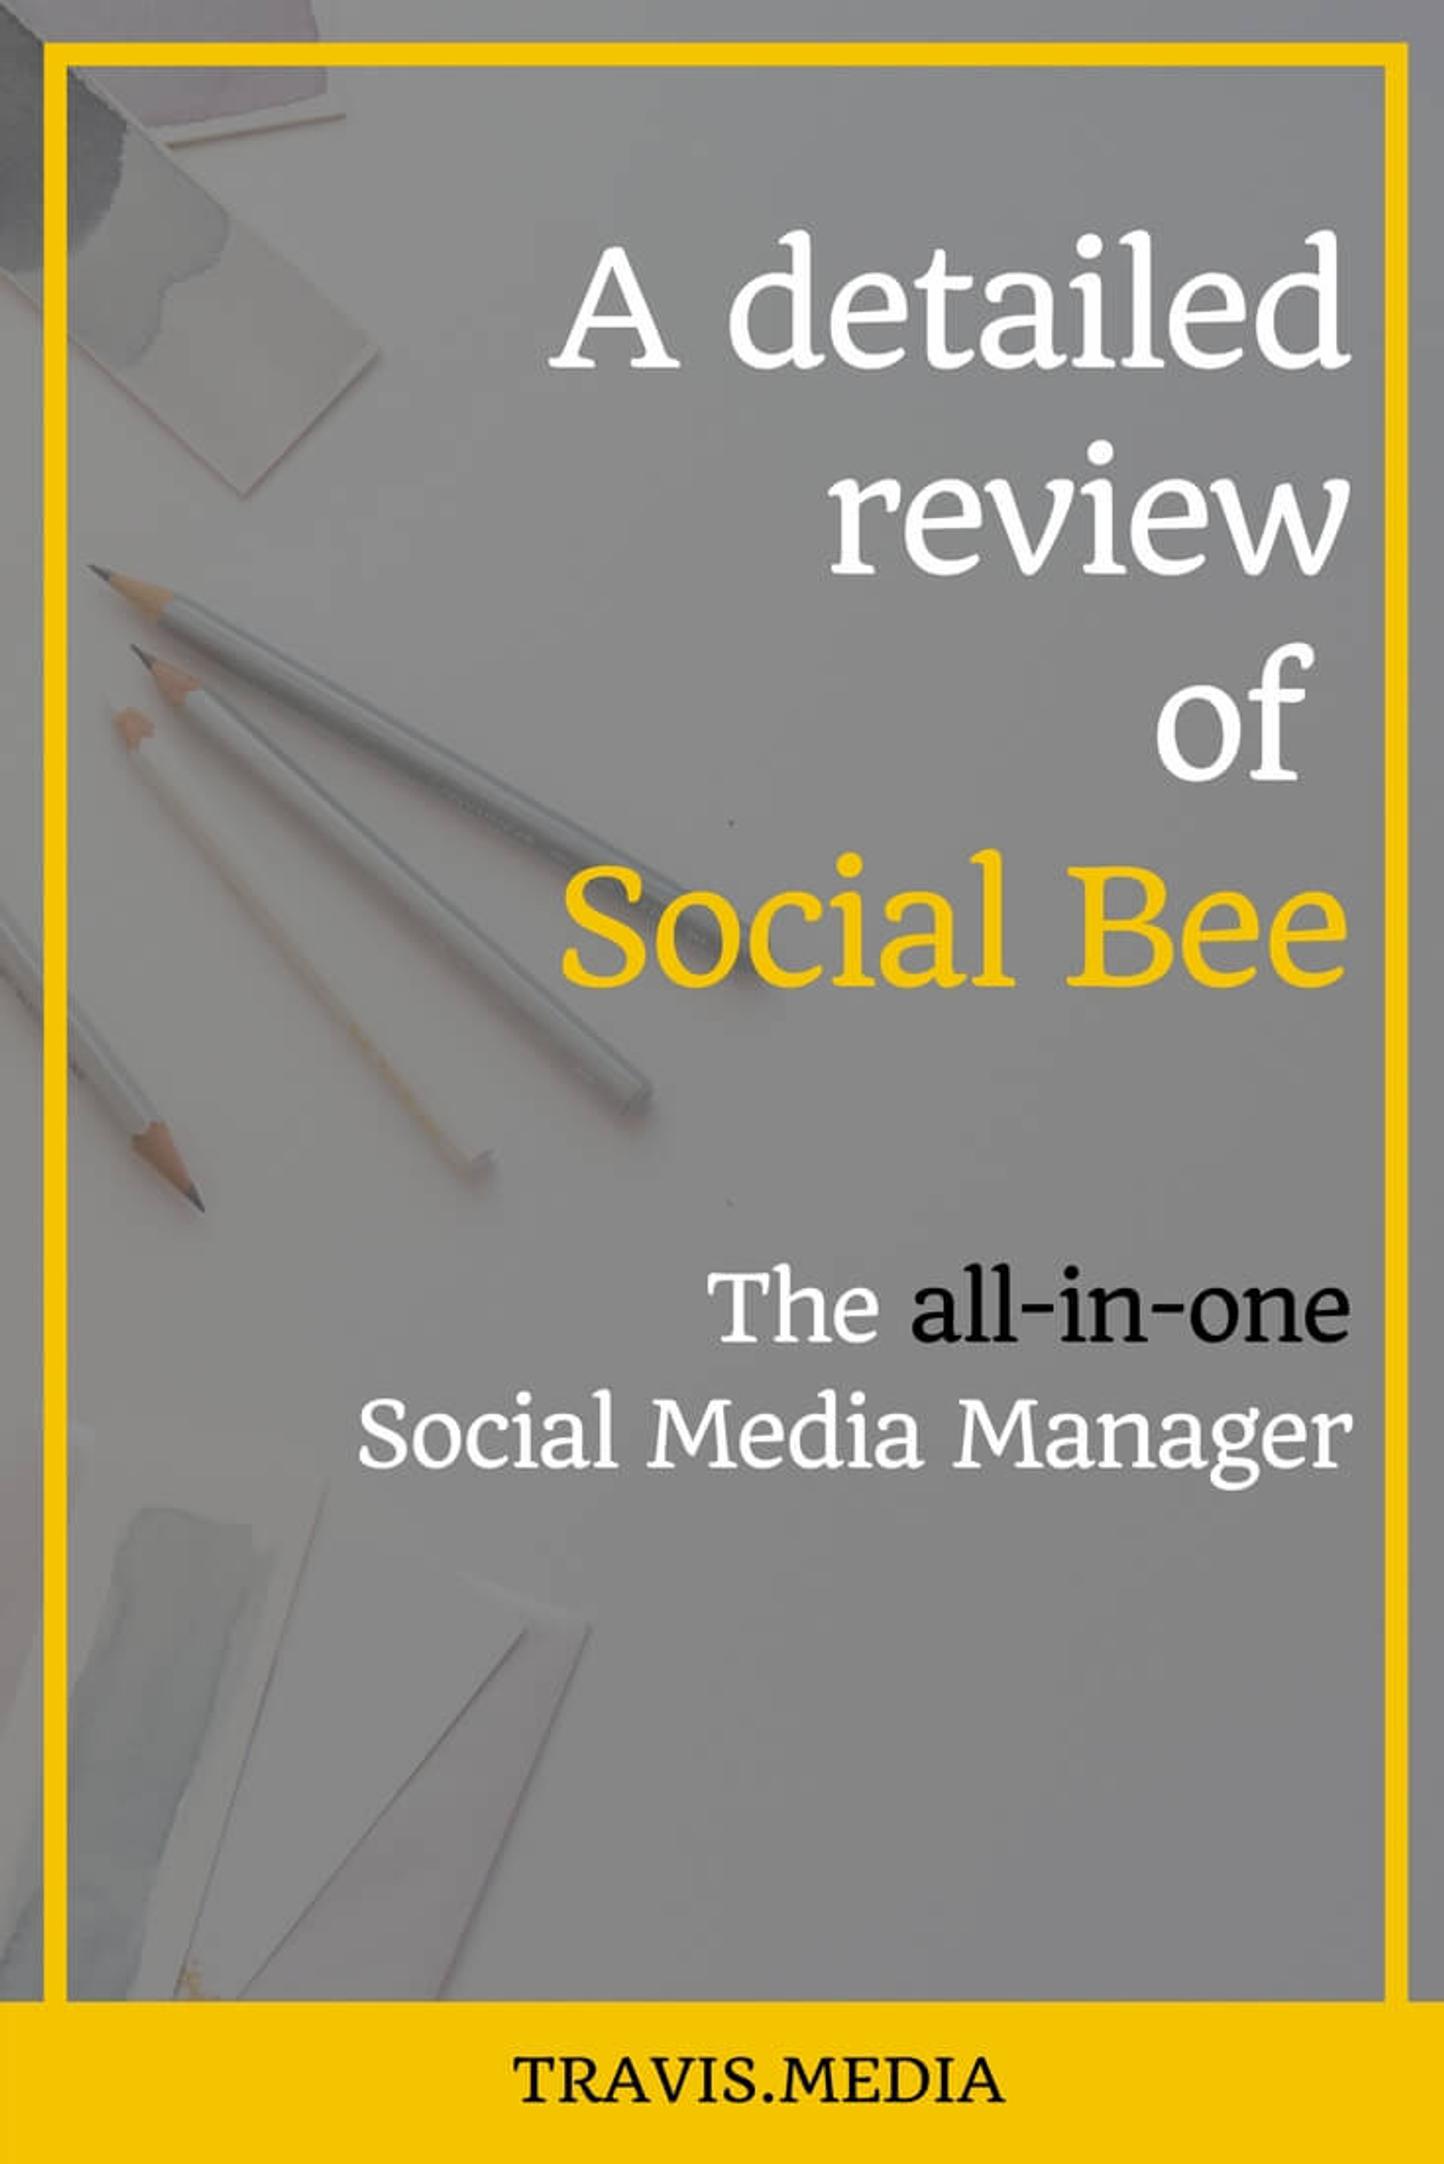 A detailed
review
of
Social Bee
The all-in-one
Social Media Manager
TRAVIS.MEDIA